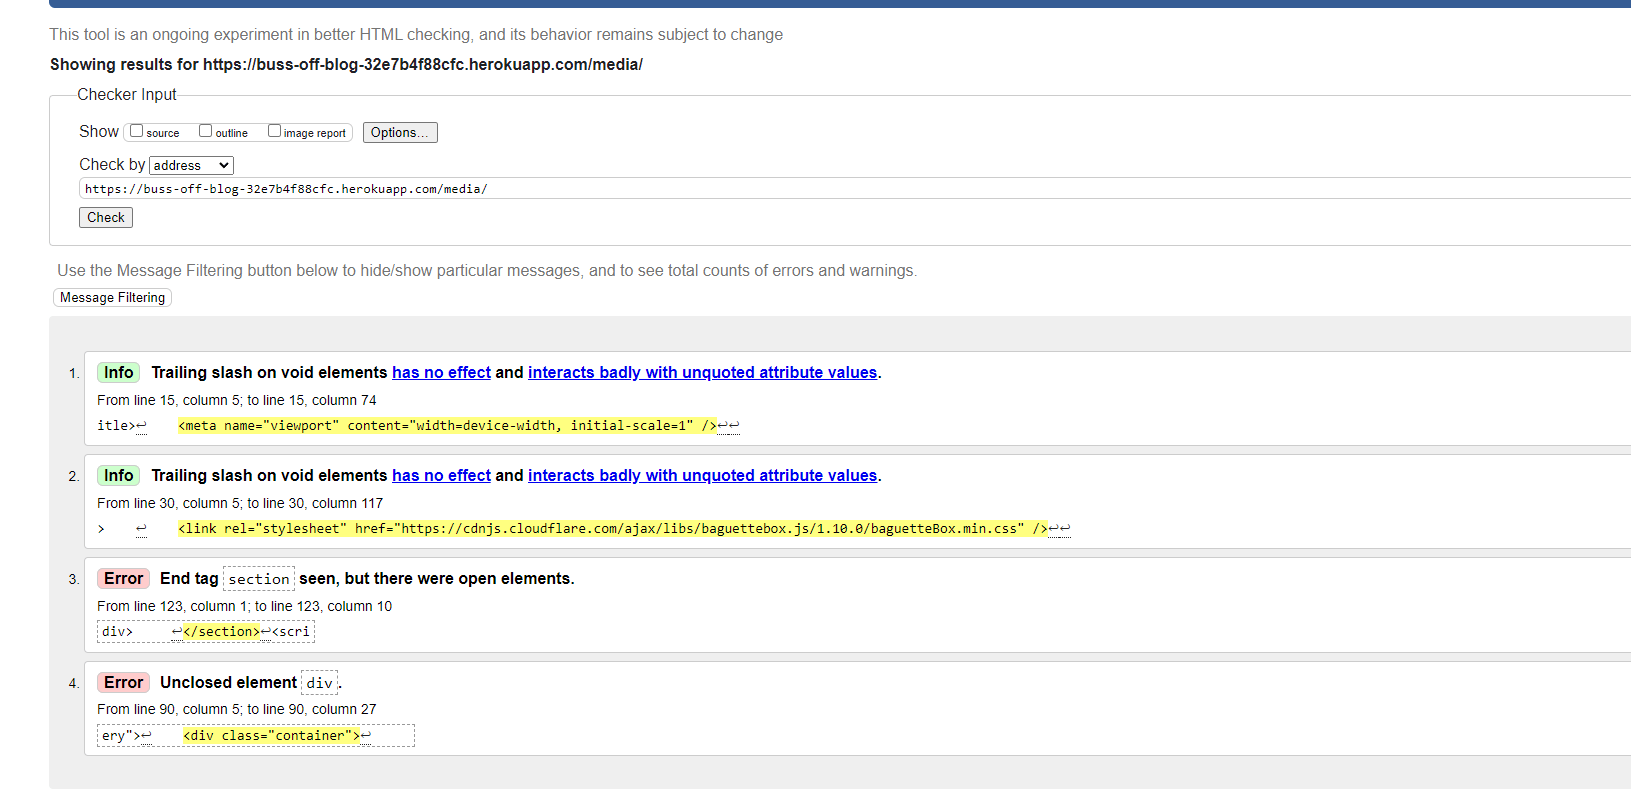 This tool is an ongoing experiment in better HTML checking, and its behavior remains subject to change
Showing results for https://buss-off-blog-32e7b4f88cfc.herokuapp.com/media/
Checker Input
Show source outline image report Options...
Check by address
https://buss-off-blog-32e7b4f88cfc.herokuapp.com/media/
Check
Use the Message Filtering button below to hide/show particular messages, and to see total counts of errors and warnings.
Message Filtering
1. Info Trailing slash on void elements has no effect and interacts badly with unquoted attribute values.
From line 15, column 5; to line 15, column 74
itle>↩ <meta name="viewport" content="width=device-width, initial-scale=1" />↩↩
2. Info Trailing slash on void elements has no effect and interacts badly with unquoted attribute values.
From line 30, column 5; to line 30, column 117
> ↩ <link rel="stylesheet" href="https://cdnjs.cloudflare.com/ajax/libs/baguettebox.js/1.10.0/baguetteBox.min.css" />↩↩
3. Error End tag section seen, but there were open elements.
From line 123, column 1; to line 123, column 10
div> ↩</section>↩<scri
4. Error Unclosed element div.
From line 90, column 5; to line 90, column 27
ery">↩ <div class="container">↩